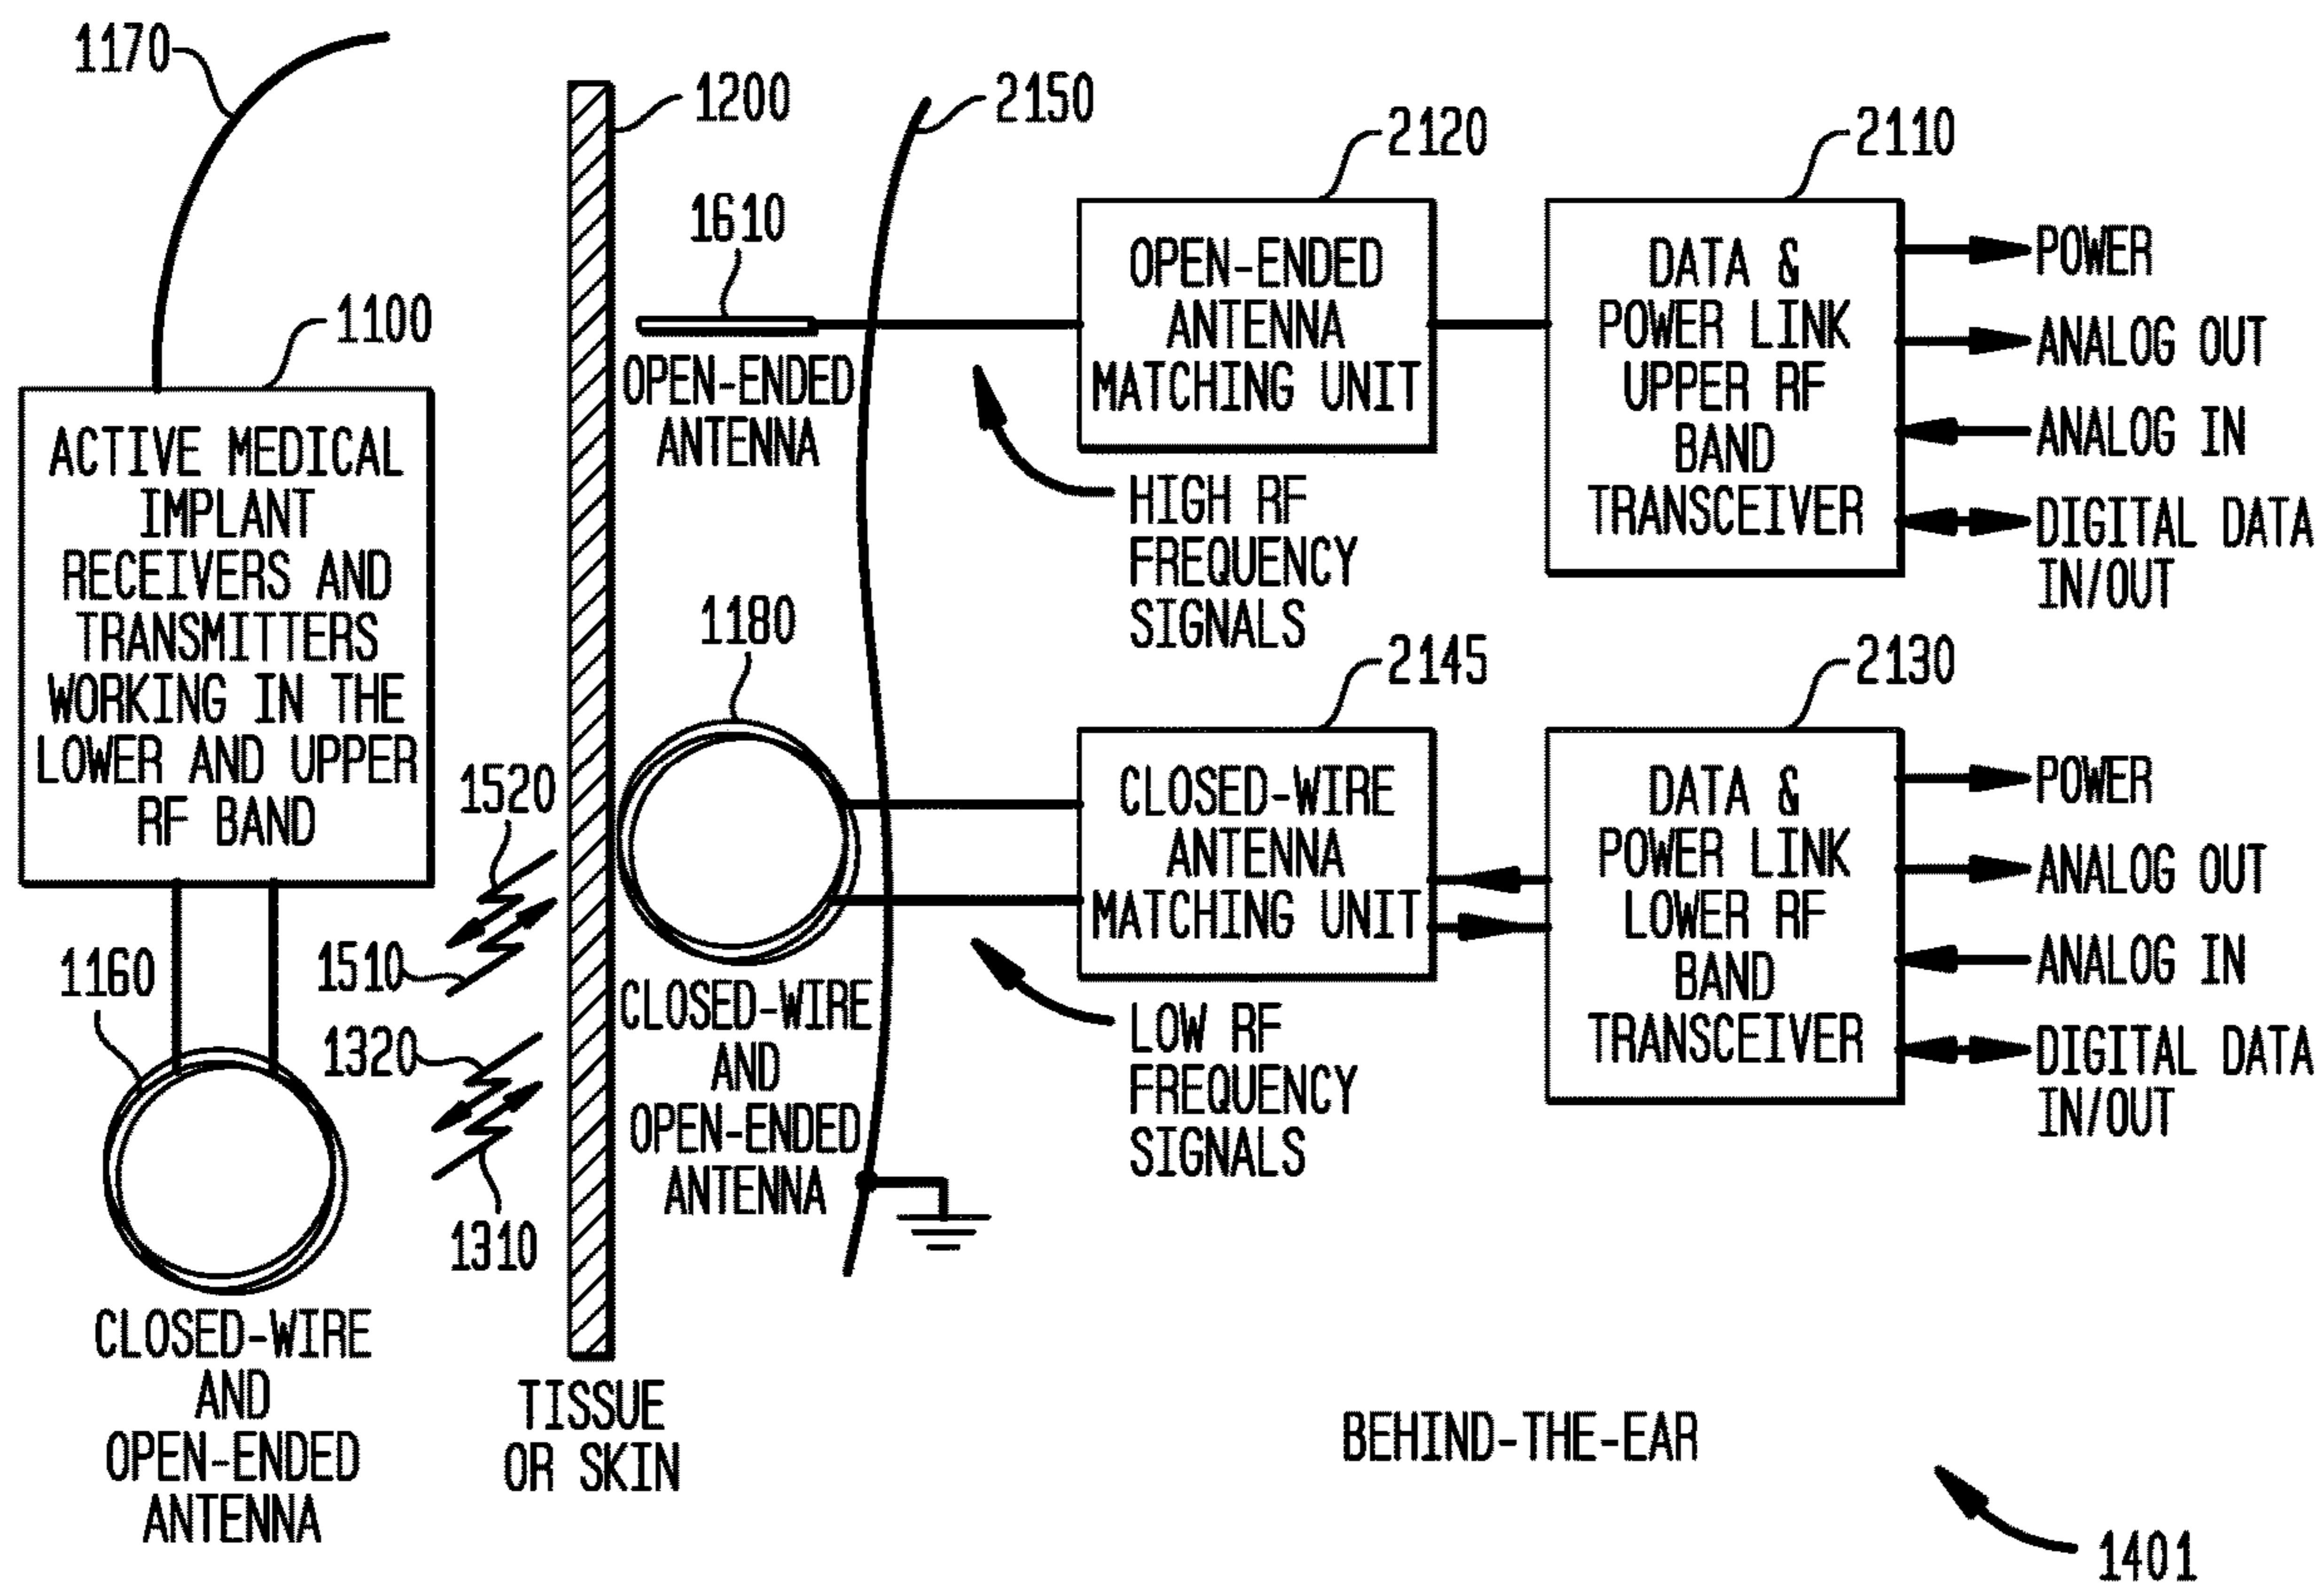 1170
1200
2150
2120
2110
1610
OPEN-ENDED
ANTENNA
MATCHING UNIT
DATA &
POWER LINK
UPPER RF
BAND
TRANSCEIVER
POWER
ANALOG OUT
ANALOG IN
DIGITAL DATA
IN/OUT
1100
OPEN-ENDED
ANTENNA
HIGH RF
FREQUENCY
SIGNALS
ACTIVE MEDICAL
IMPLANT
RECEIVERS AND
TRANSMITTERS
WORKING IN THE
LOWER AND UPPER
RF BAND
1180
2145
2130
CLOSED-WIRE
ANTENNA
MATCHING UNIT
DATA &
POWER LINK
LOWER RF
BAND
TRANSCEIVER
POWER
ANALOG OUT
ANALOG IN
DIGITAL DATA
IN/OUT
1520
1510
1160
1320
1310
CLOSED-WIRE
AND
OPEN-ENDED
ANTENNA
LOW RF
FREQUENCY
SIGNALS
CLOSED-WIRE
AND
OPEN-ENDED
ANTENNA
TISSUE
OR SKIN
BEHIND-THE-EAR
1401